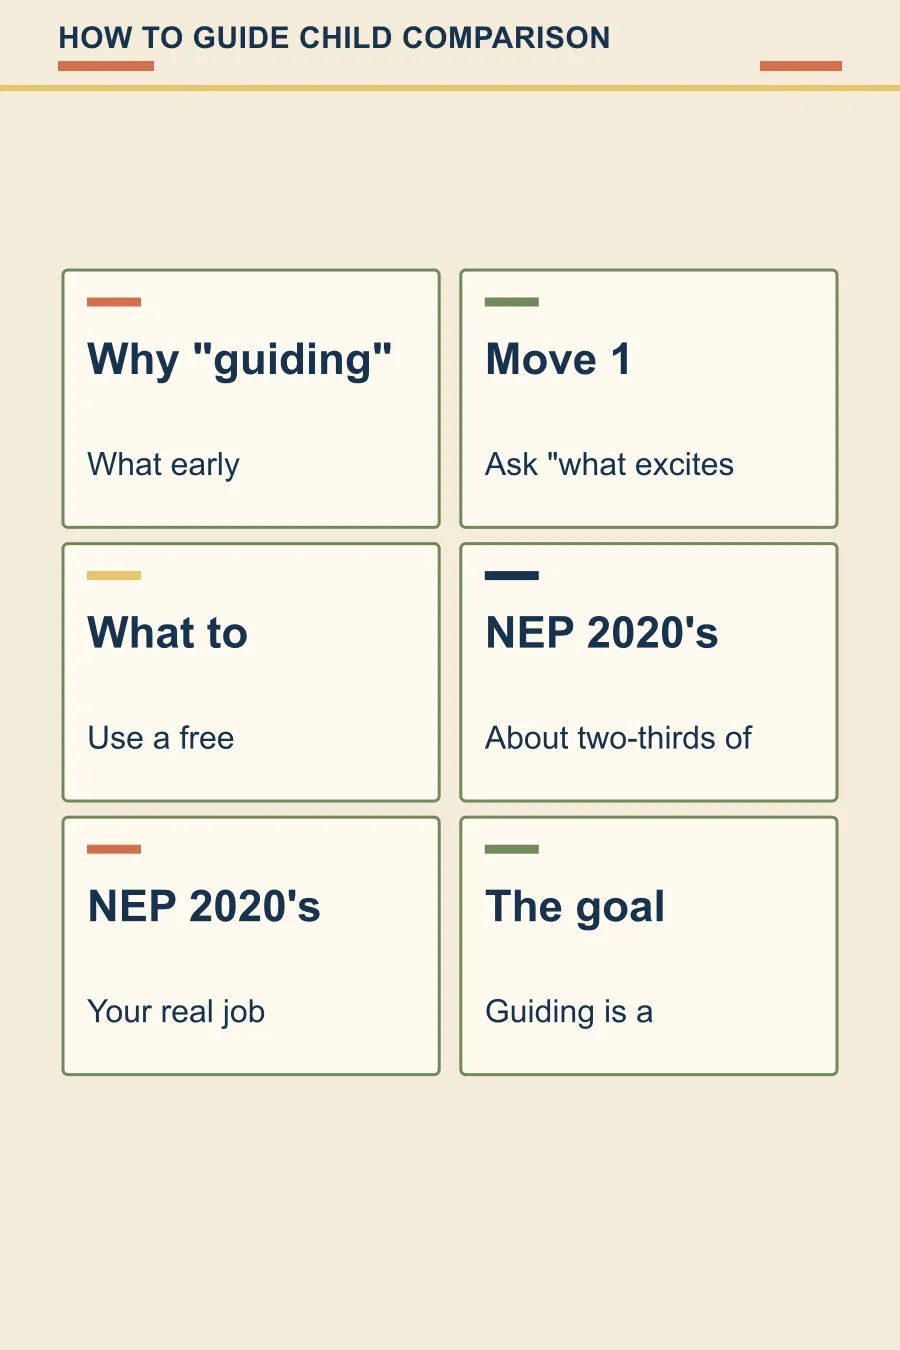 HOW TO GUIDE CHILD COMPARISON
Why "guiding"
What early
Move 1
Ask "what excites
What to
Use a free
NEP 2020's
About two-thirds of
NEP 2020's
Your real job
The goal
Guiding is a